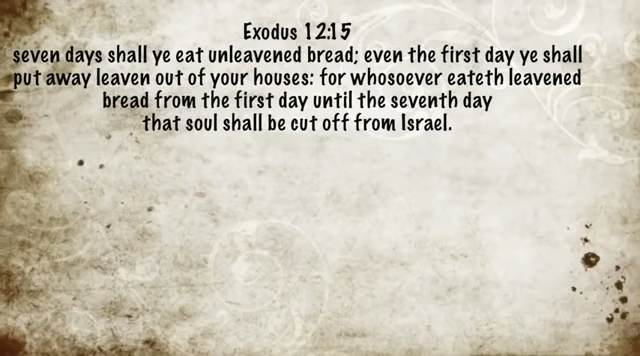 Exodus 12:15
seven days shall ye eat unleavened bread; even the first day ye shall
put away leaven out of your houses: for whosoever eateth leavened
bread from the first day until the seventh day
that soul shall be cut off from Israel.